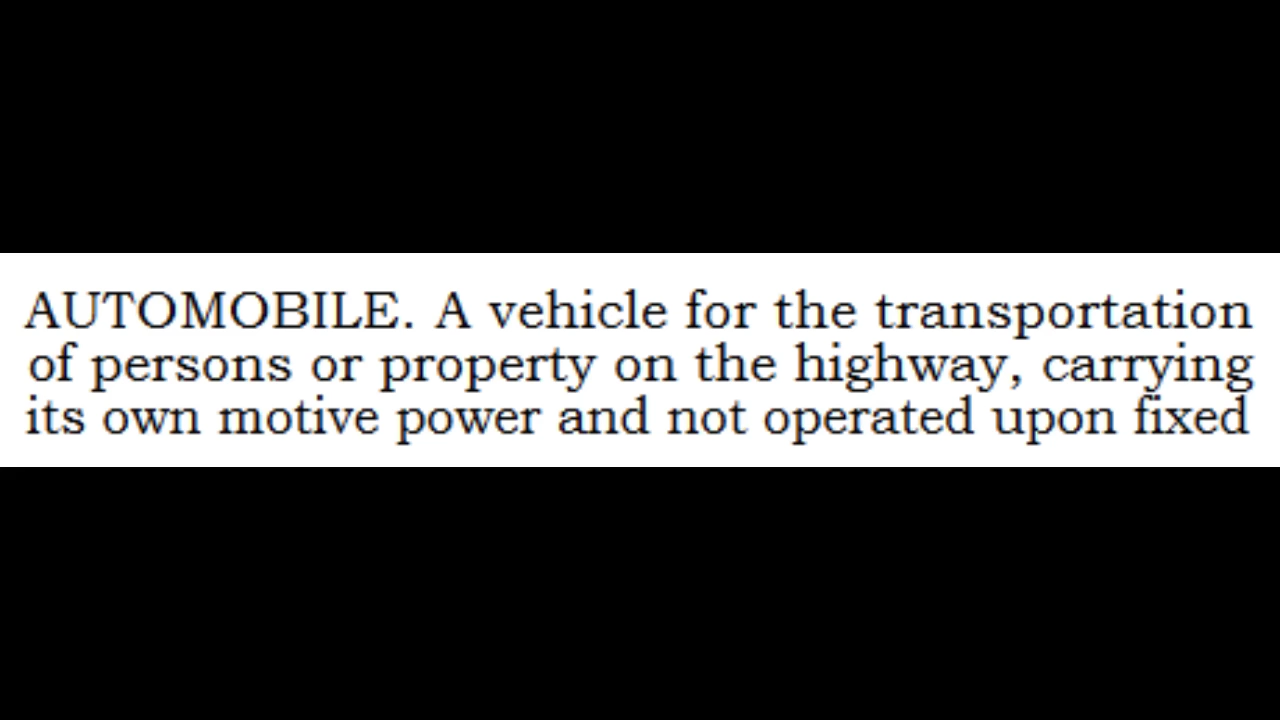 AUTOMOBILE. A vehicle for the transportation
of persons or property on the highway, carrying
its own motive power and not operated upon fixed